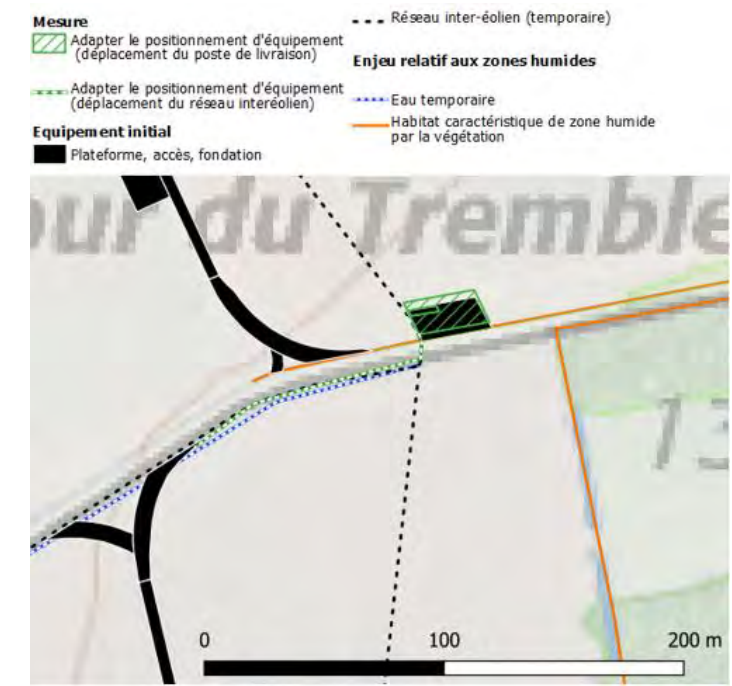 Mesure
Adapter le positionnement d'équipement
(déplacement du poste de livraison)
Adapter le positionnement d'équipement
(déplacement du réseau interéolien)
Equipement initial
Plateforme, accès, fondation
Réseau inter-éolien (temporaire)
Enjeu relatif aux zones humides
Eau temporaire
Habitat caractéristique de zone humide
par la végétation
our du Tremble
13
0 100 200 m